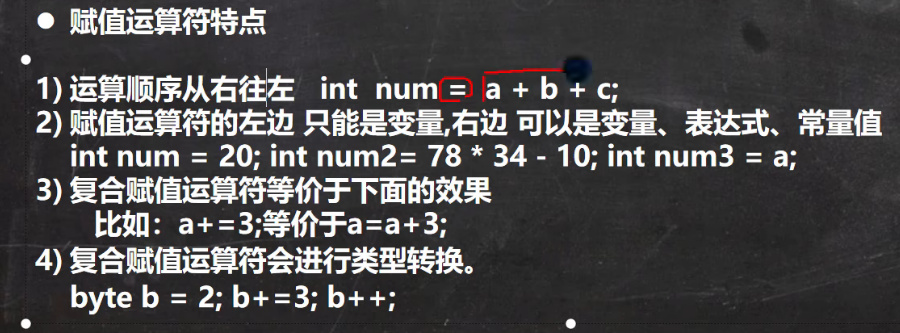 ● 赋值运算符特点
1) 运算顺序从右往左 int num = a + b + c;
2) 赋值运算符的左边 只能是变量,右边 可以是变量、表达式、常量值
int num = 20; int num2= 78 * 34 - 10; int num3 = a;
3) 复合赋值运算符等价于下面的效果
比如：a+=3;等价于a=a+3;
4) 复合赋值运算符会进行类型转换。
byte b = 2; b+=3; b++;